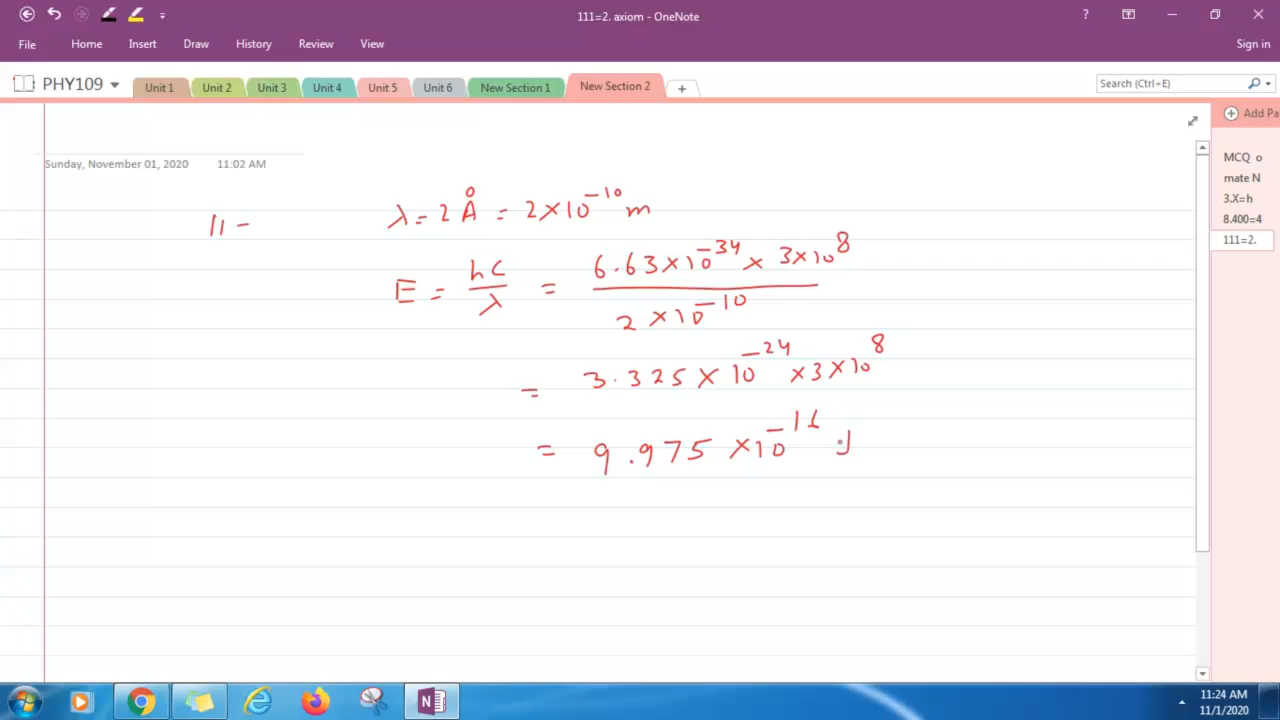 111=2. axiom - OneNote
?
File Home Insert Draw History Review View
Sign in
PHY109 Unit 1 Unit 2 Unit 3 Unit 4 Unit 5 Unit 6 New Section 1 New Section 2 +
Search (Ctrl+E)
Add Pa
MCQ o
mate N
3.X=h
8.400=4
111=2.
Sunday, November 01, 2020 11:02 AM
11 - λ = 2 Å = 2×10⁻¹⁰ m
E = hc/λ = 6.63×10⁻³⁴ × 3×10⁸ / 2×10⁻¹⁰
= 3.325×10⁻²⁴ ×3×10⁸
= 9.975×10⁻¹⁶ J
11:24 AM
11/1/2020